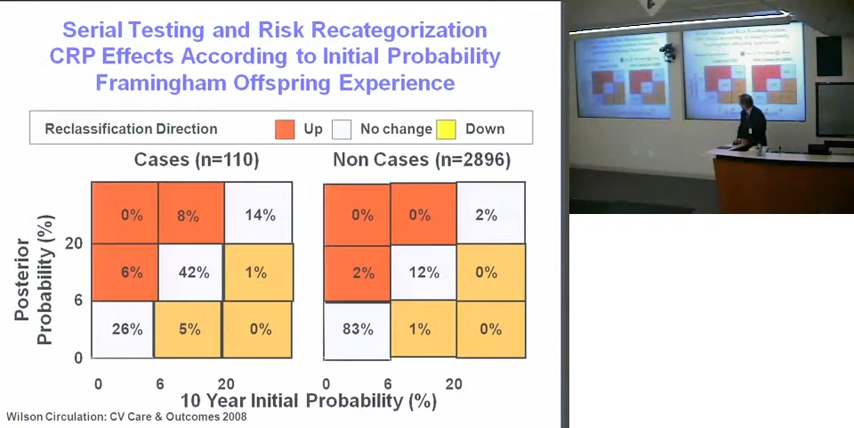 Serial Testing and Risk Recategorization
CRP Effects According to Initial Probability
Framingham Offspring Experience
Reclassification Direction Up No change Down
Cases (n=110) Non Cases (n=2896)
0% 8% 14% 0% 0% 2%
20
6% 42% 1% 2% 12% 0%
6
26% 5% 0% 83% 1% 0%
0
Posterior
Probability (%)
0 6 20 0 6 20
10 Year Initial Probability (%)
Wilson Circulation: CV Care & Outcomes 2008